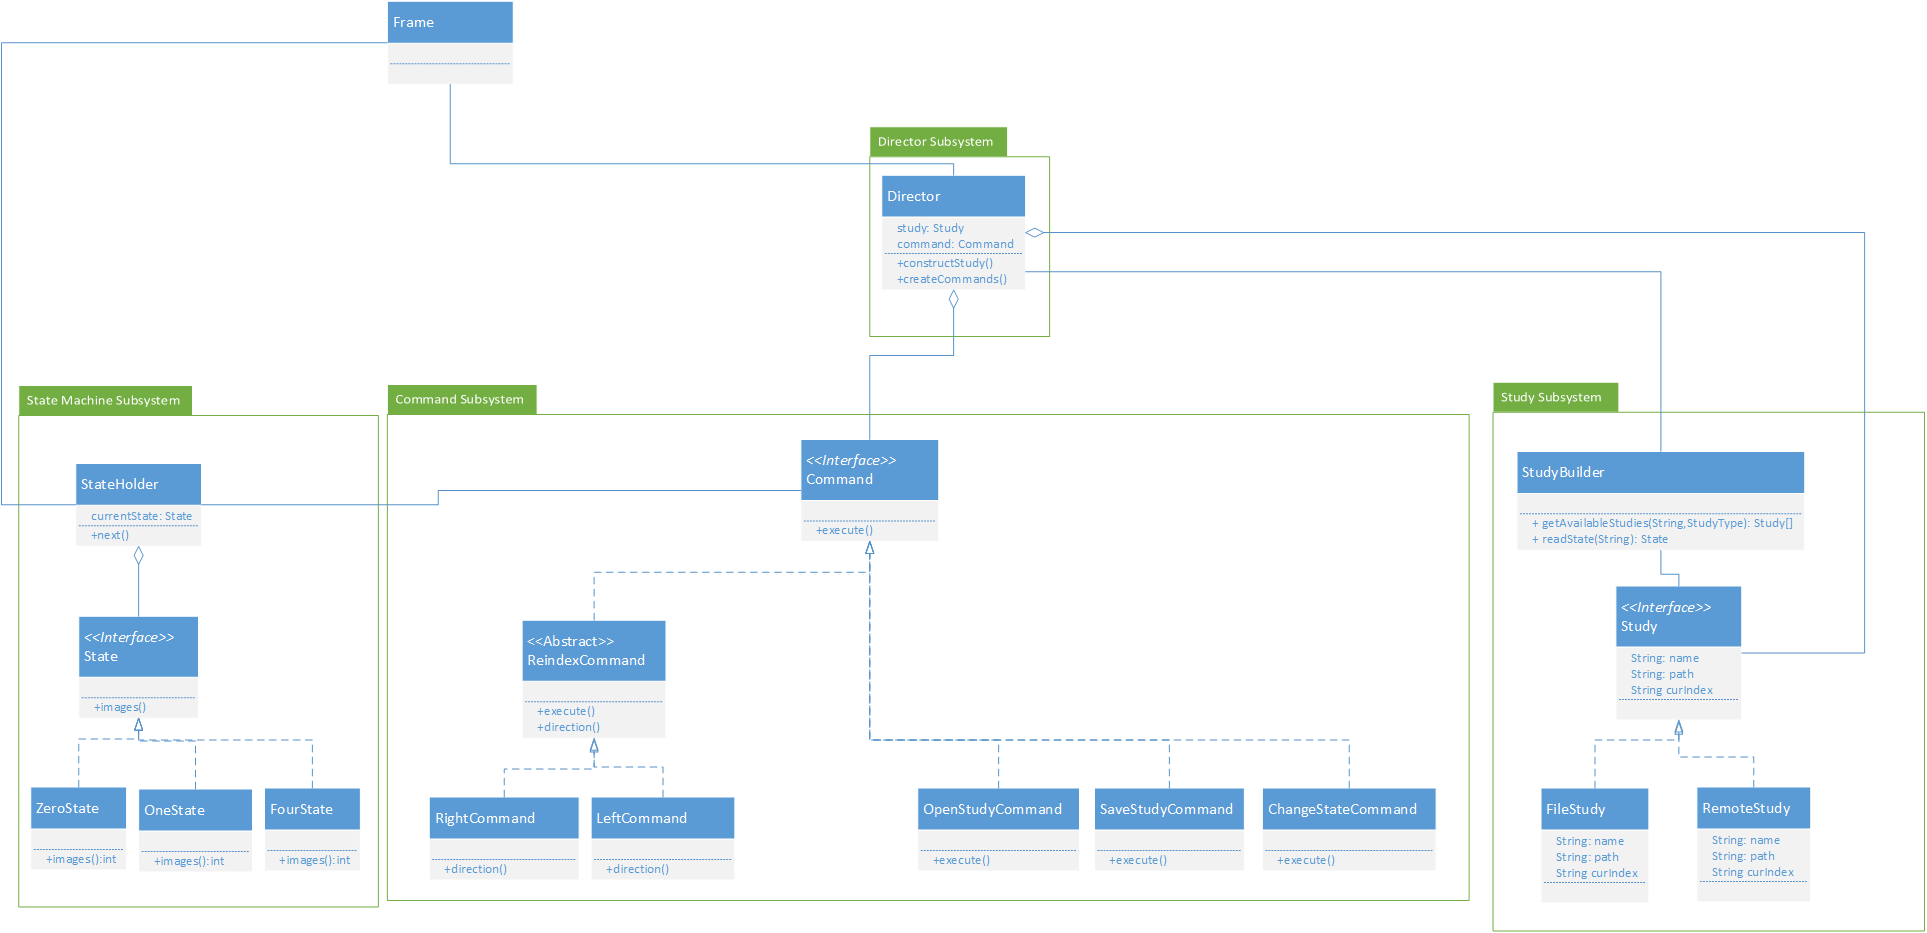 Frame
Director Subsystem
Director
study: Study
command: Command
+constructStudy()
+createCommands()
State Machine Subsystem
StateHolder
currentState: State
+next()
<<Interface>>
State
+images()
ZeroState
+images():int
OneState
+images(): int
FourState
+images(): int
Command Subsystem
<<Interface>>
Command
+execute()
<<Abstract>>
ReindexCommand
+execute()
+direction()
RightCommand
+direction()
LeftCommand
+direction()
OpenStudyCommand
+execute()
SaveStudyCommand
+execute()
ChangeStateCommand
+execute()
Study Subsystem
StudyBuilder
+ getAvailableStudies(String,StudyType): Study[]
+ readState(String): State
<<Interface>>
Study
String: name
String: path
String curIndex
FileStudy
String: name
String: path
String curIndex
RemoteStudy
String: name
String: path
String curIndex